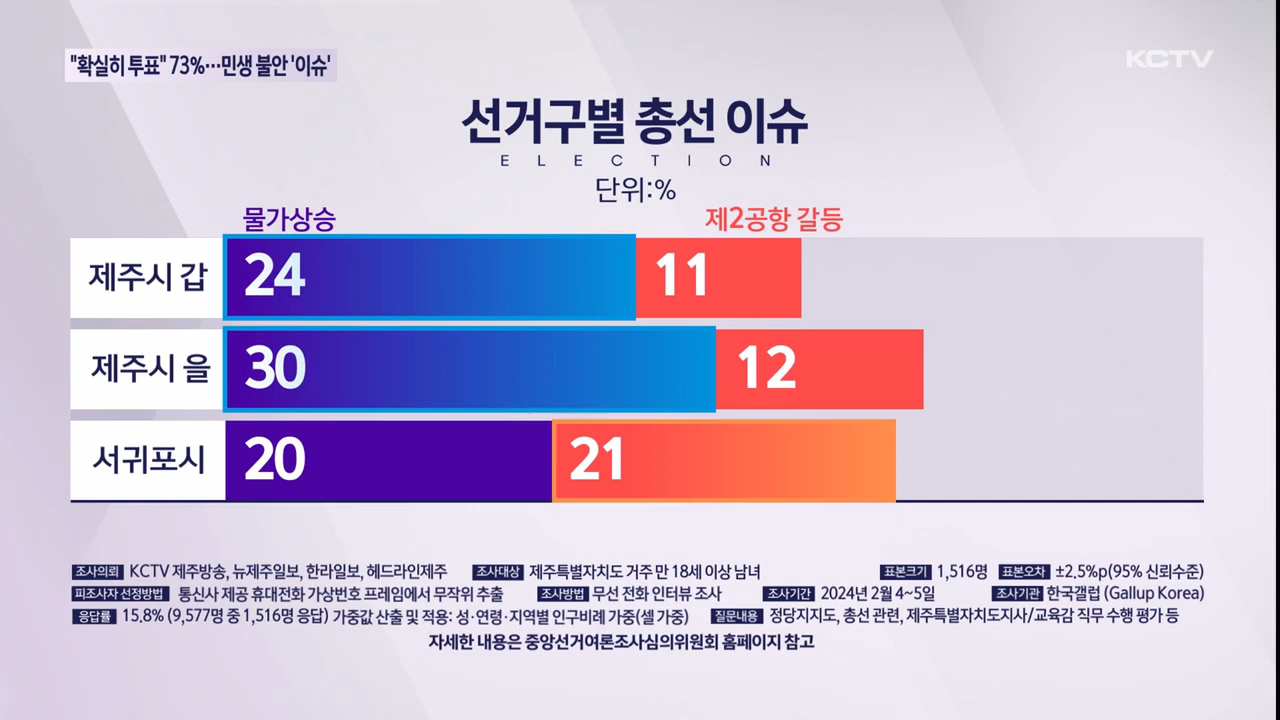 "확실히 투표" 73%…민생 불안 '이슈'
KCTV
선거구별 총선 이슈
ELECTION
단위:%
물가상승 제2공항 갈등
제주시 갑 24 11
제주시 을 30 12
서귀포시 20 21
조사의뢰 KCTV 제주방송, 뉴제주일보, 한라일보, 헤드라인제주 조사대상 제주특별자치도 거주 만 18세 이상 남녀 표본크기 1,516명 표본오차 ±2.5%p(95% 신뢰수준)
피조사자 선정방법 통신사 제공 휴대전화 가상번호 프레임에서 무작위 추출 조사방법 무선 전화 인터뷰 조사 조사기간 2024년 2월 4~5일 조사기관 한국갤럽 (Gallup Korea)
응답률 15.8% (9,577명 중 1,516명 응답) 가중값 산출 및 적용: 성·연령·지역별 인구비례 가중(셀 가중) 질문내용 정당지지도, 총선 관련, 제주특별자치도지사/교육감 직무 수행 평가 등
자세한 내용은 중앙선거여론조사심의위원회 홈페이지 참고